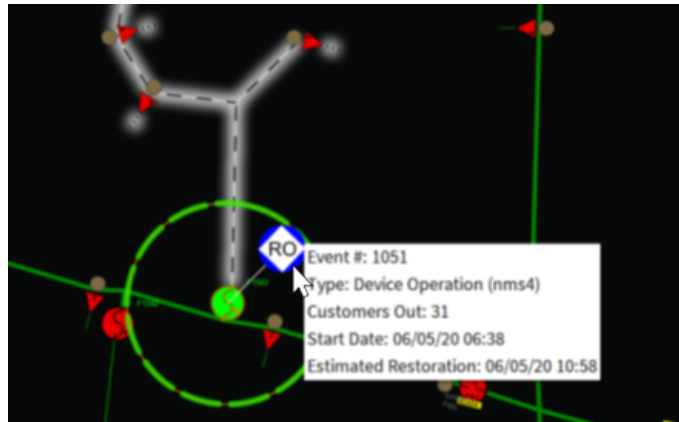 RO
Event #: 1051
Type: Device Operation (nms4)
Customers Out: 31
Start Date: 06/05/20 06:38
Estimated Restoration: 06/05/20 10:58